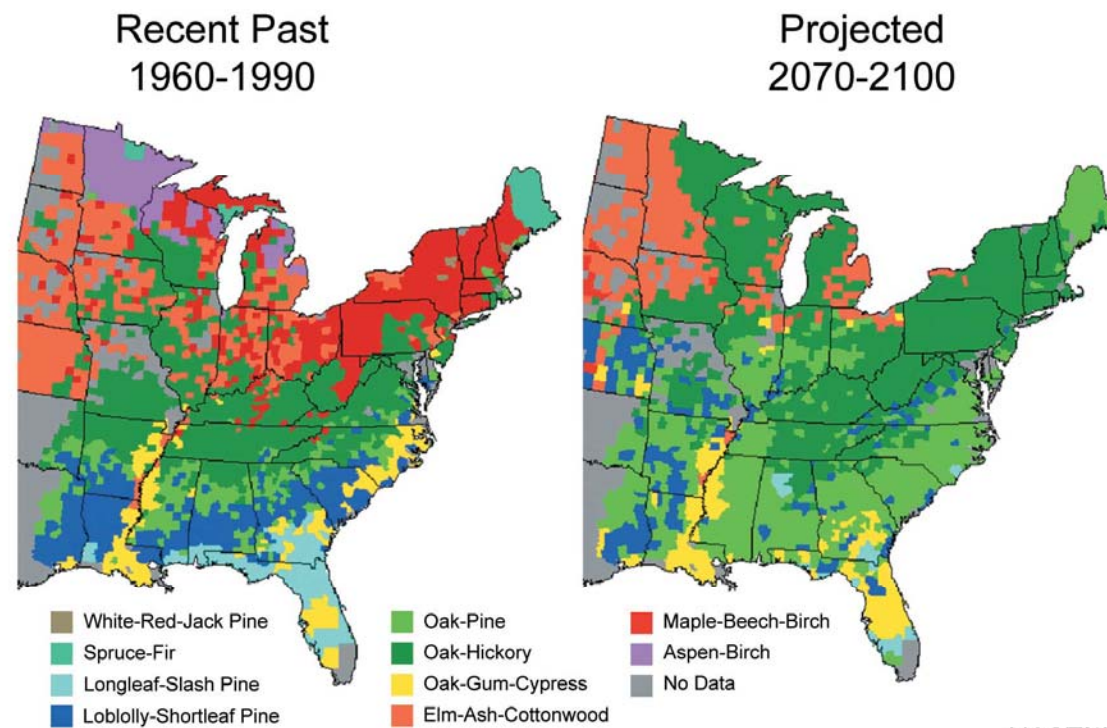 Recent Past
1960-1990
Projected
2070-2100
White-Red-Jack Pine
Spruce-Fir
Longleaf-Slash Pine
Loblolly-Shortleaf Pine
Oak-Pine
Oak-Hickory
Oak-Gum-Cypress
Elm-Ash-Cottonwood
Maple-Beech-Birch
Aspen-Birch
No Data